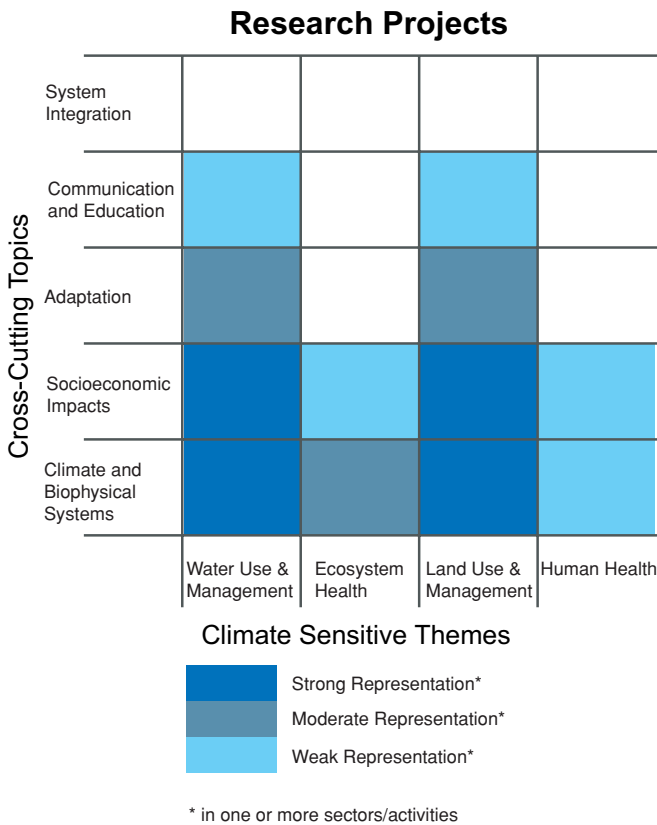 Research Projects
System
Integration
Communication
and Education
Adaptation
Socioeconomic
Impacts
Climate and
Biophysical
Systems
Cross-Cutting Topics
Water Use &
Management
Ecosystem
Health
Land Use &
Management
Human Health
Climate Sensitive Themes
Strong Representation*
Moderate Representation*
Weak Representation*
* in one or more sectors/activities